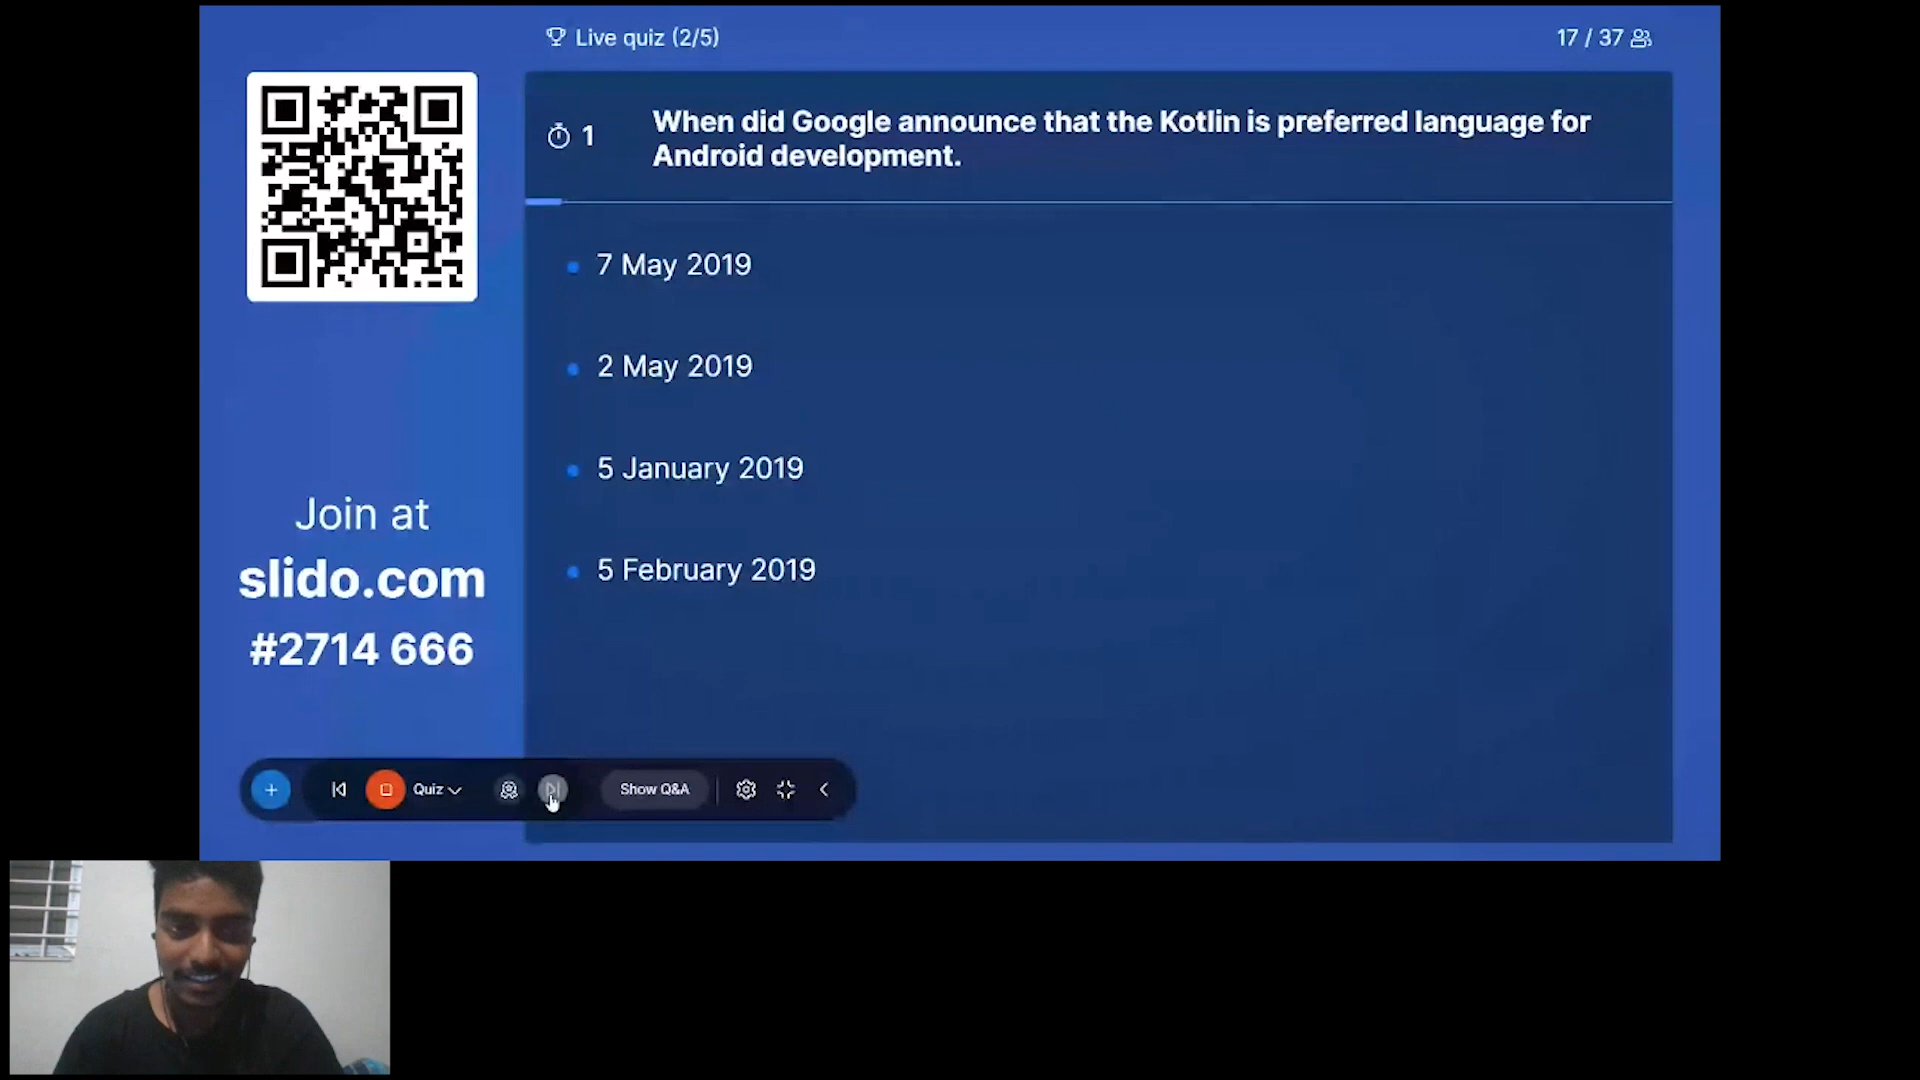 Live quiz (2/5)
17 / 37
1
When did Google announce that the Kotlin is preferred language for
Android development.
7 May 2019
2 May 2019
5 January 2019
5 February 2019
Join at
slido.com
#2714 666
Quiz
Show Q&A